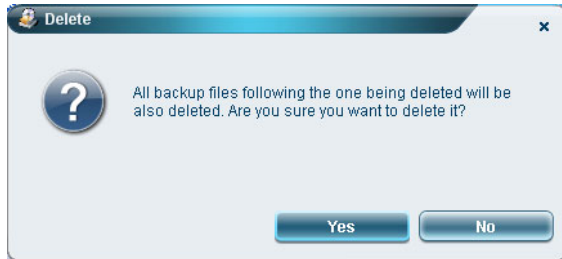 Delete
All backup files following the one being deleted will be
also deleted. Are you sure you want to delete it?
Yes
No